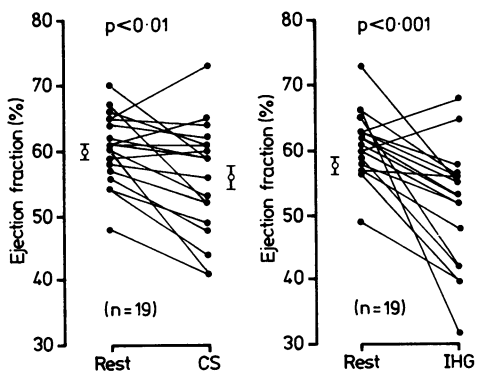 80
70
60
50
40
30
Ejection fraction (%)
p<0·01
(n=19)
Rest
CS
80
70
60
50
40
30
Ejection fraction (%)
p<0·001
(n=19)
Rest
IHG